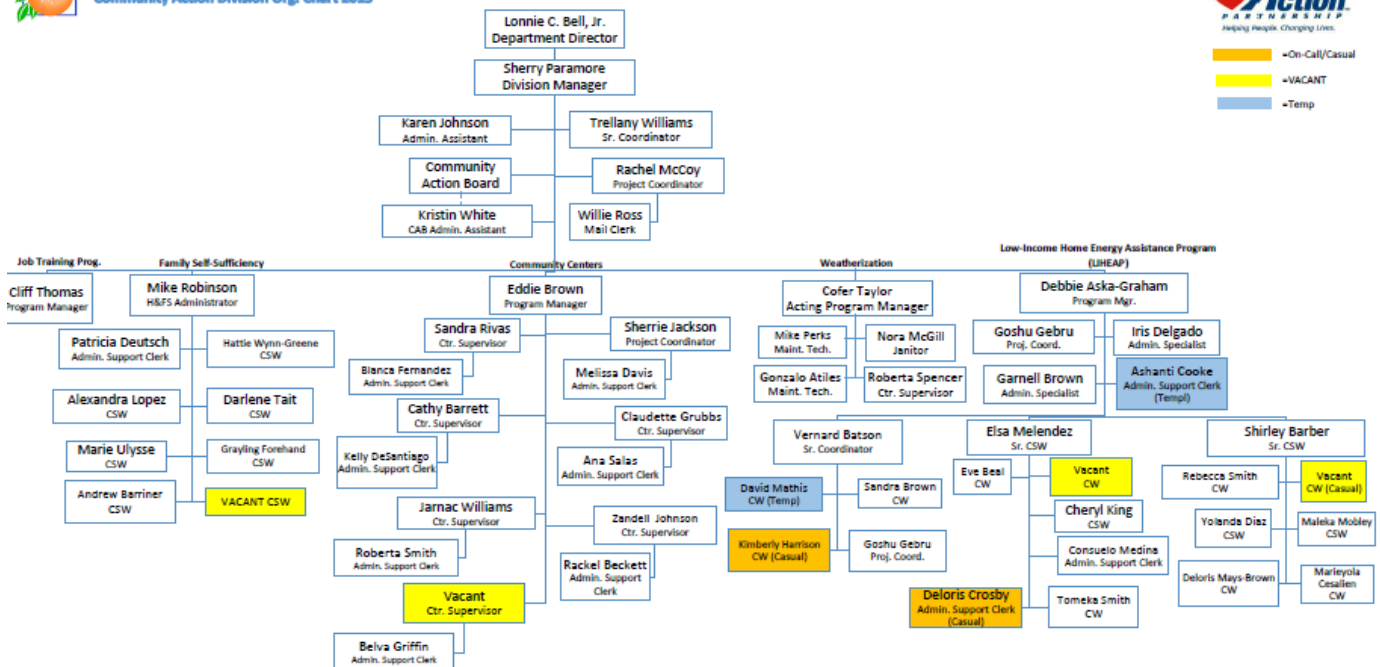 Community Action Division Org. Chart 2015
Action
PARTNERSHIP
Helping People. Changing Lives.
=On-Call/Casual
=VACANT
=Temp
Lonnie C. Bell, Jr.
Department Director
Sherry Paramore
Division Manager
Karen Johnson
Admin. Assistant
Trellany Williams
Sr. Coordinator
Community
Action Board
Rachel McCoy
Project Coordinator
Kristin White
CAB Admin. Assistant
Willie Ross
Mail Clerk
Job Training Prog.
Family Self-Sufficiency
Community Centers
Weatherization
Low-Income Home Energy Assistance Program
(LIHEAP)
Cliff Thomas
Program Manager
Mike Robinson
H&FS Administrator
Patricia Deutsch
Admin. Support Clerk
Hattie Wynn-Greene
CSW
Alexandra Lopez
CSW
Darlene Tait
CSW
Marie Ulysse
CSW
Grayling Forehand
CSW
Andrew Barriner
CSW
VACANT CSW
Eddie Brown
Program Manager
Sandra Rivas
Ctr. Supervisor
Sherrie Jackson
Project Coordinator
Bianca Fernandez
Admin. Support Clerk
Melissa Davis
Admin. Support Clerk
Cathy Barrett
Ctr. Supervisor
Claudette Grubbs
Ctr. Supervisor
Kelly DeSantiago
Admin. Support Clerk
Ana Salas
Admin. Support Clerk
Jarnac Williams
Ctr. Supervisor
Zandell Johnson
Ctr. Supervisor
Roberta Smith
Admin. Support Clerk
Rackel Beckett
Admin. Support
Clerk
Vacant
Ctr. Supervisor
Belva Griffin
Admin. Support Clerk
Cofer Taylor
Acting Program Manager
Mike Perks
Maint. Tech.
Nora McGill
Janitor
Gonzalo Atiles
Maint. Tech.
Roberta Spencer
Ctr. Supervisor
Debbie Aska-Graham
Program Mgr.
Goshu Gebru
Proj. Coord.
Iris Delgado
Admin. Specialist
Garnell Brown
Admin. Specialist
Ashanti Cooke
Admin. Support Clerk
(Templ)
Vernard Batson
Sr. Coordinator
David Mathis
CW (Temp)
Sandra Brown
CW
Kimberly Harrison
CW (Casual)
Goshu Gebru
Proj. Coord.
Elsa Melendez
Sr. CSW
Eve Beal
CW
Vacant
CW
Cheryl King
CSW
Consuelo Medina
Admin. Support Clerk
Deloris Crosby
Admin. Support Clerk
(Casual)
Tomeka Smith
CW
Shirley Barber
Sr. CSW
Rebecca Smith
CW
Vacant
CW (Casual)
Yolanda Diaz
CSW
Maleka Mobley
CSW
Deloris Mays-Brown
CW
Marieyola
Cesalien
CW